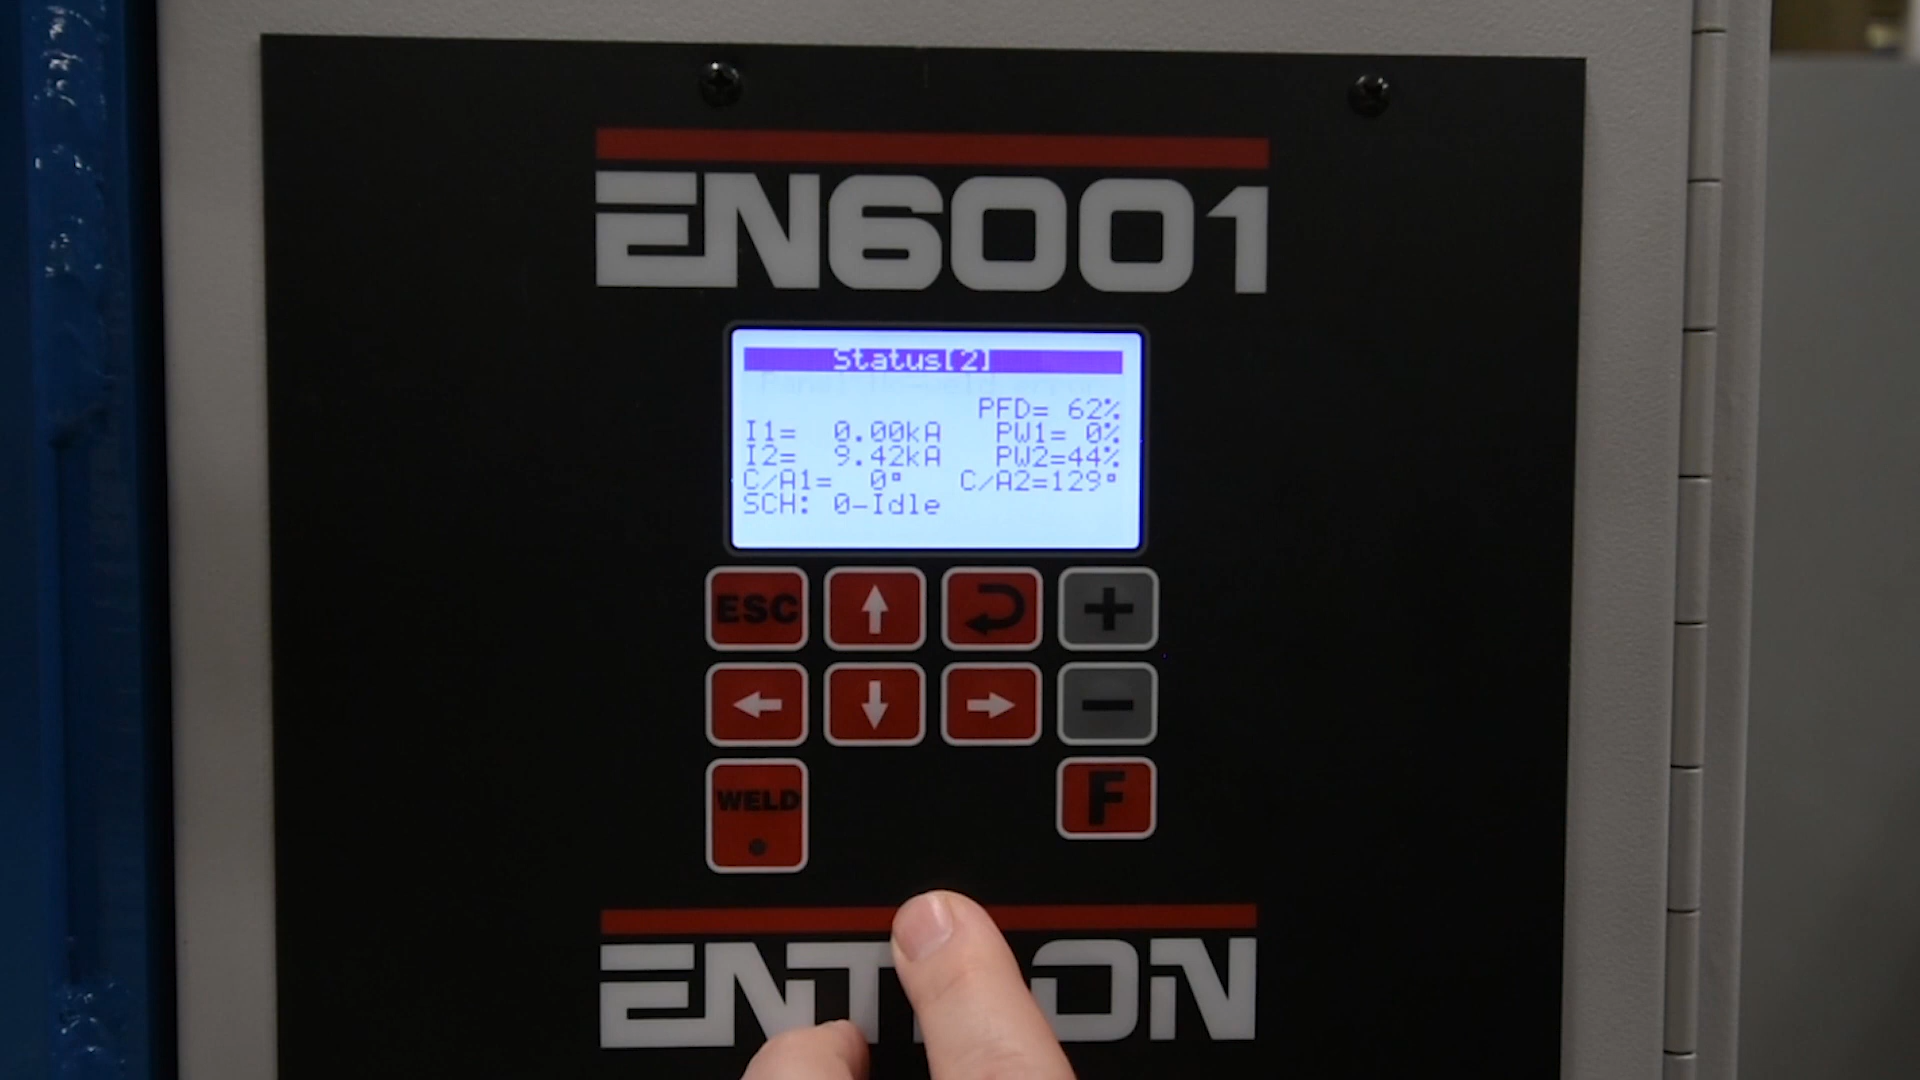 EN6001
Status[2]
PFD= 62%
I1= 0.00kA PW1= 0%
I2= 9.42kA PW2=44%
C/A1= 0° C/A2=129°
SCH: 0-Idle
ESC
+
-
WELD
F